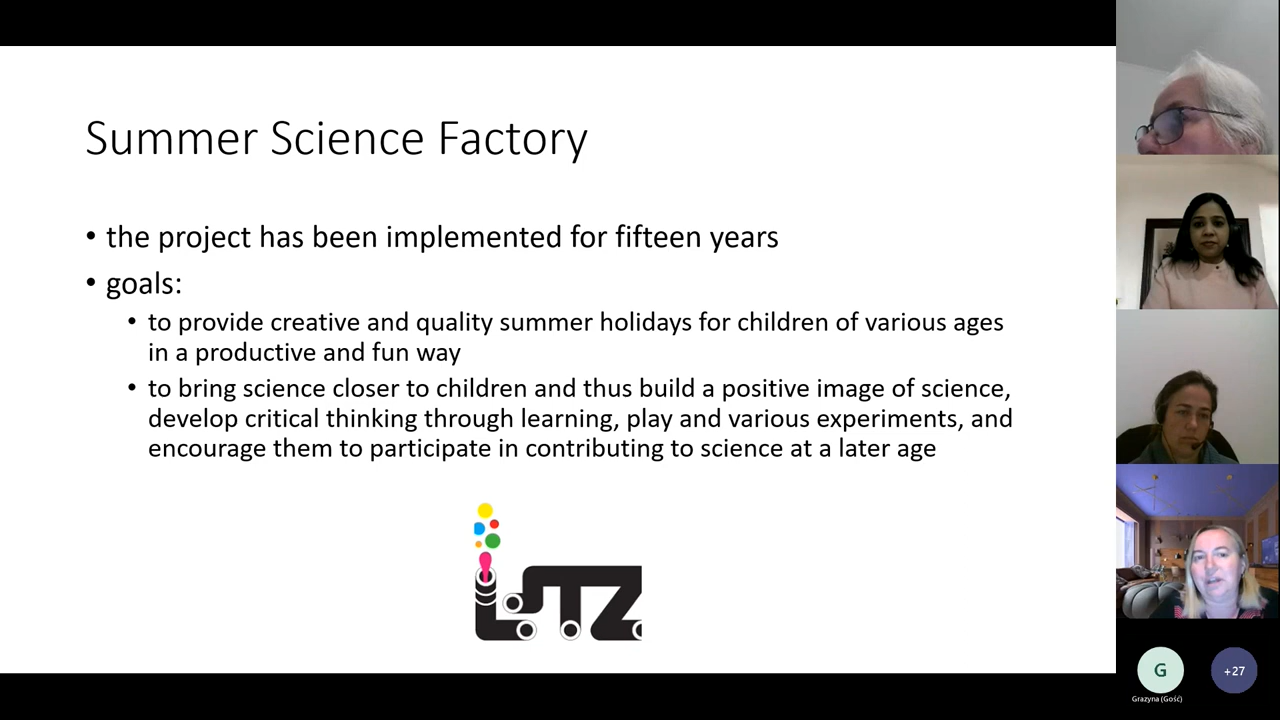 Summer Science Factory
• the project has been implemented for fifteen years
• goals:
• to provide creative and quality summer holidays for children of various ages
in a productive and fun way
• to bring science closer to children and thus build a positive image of science,
develop critical thinking through learning, play and various experiments, and
encourage them to participate in contributing to science at a later age
LTZ
G
+27
Grazyna (Gość)